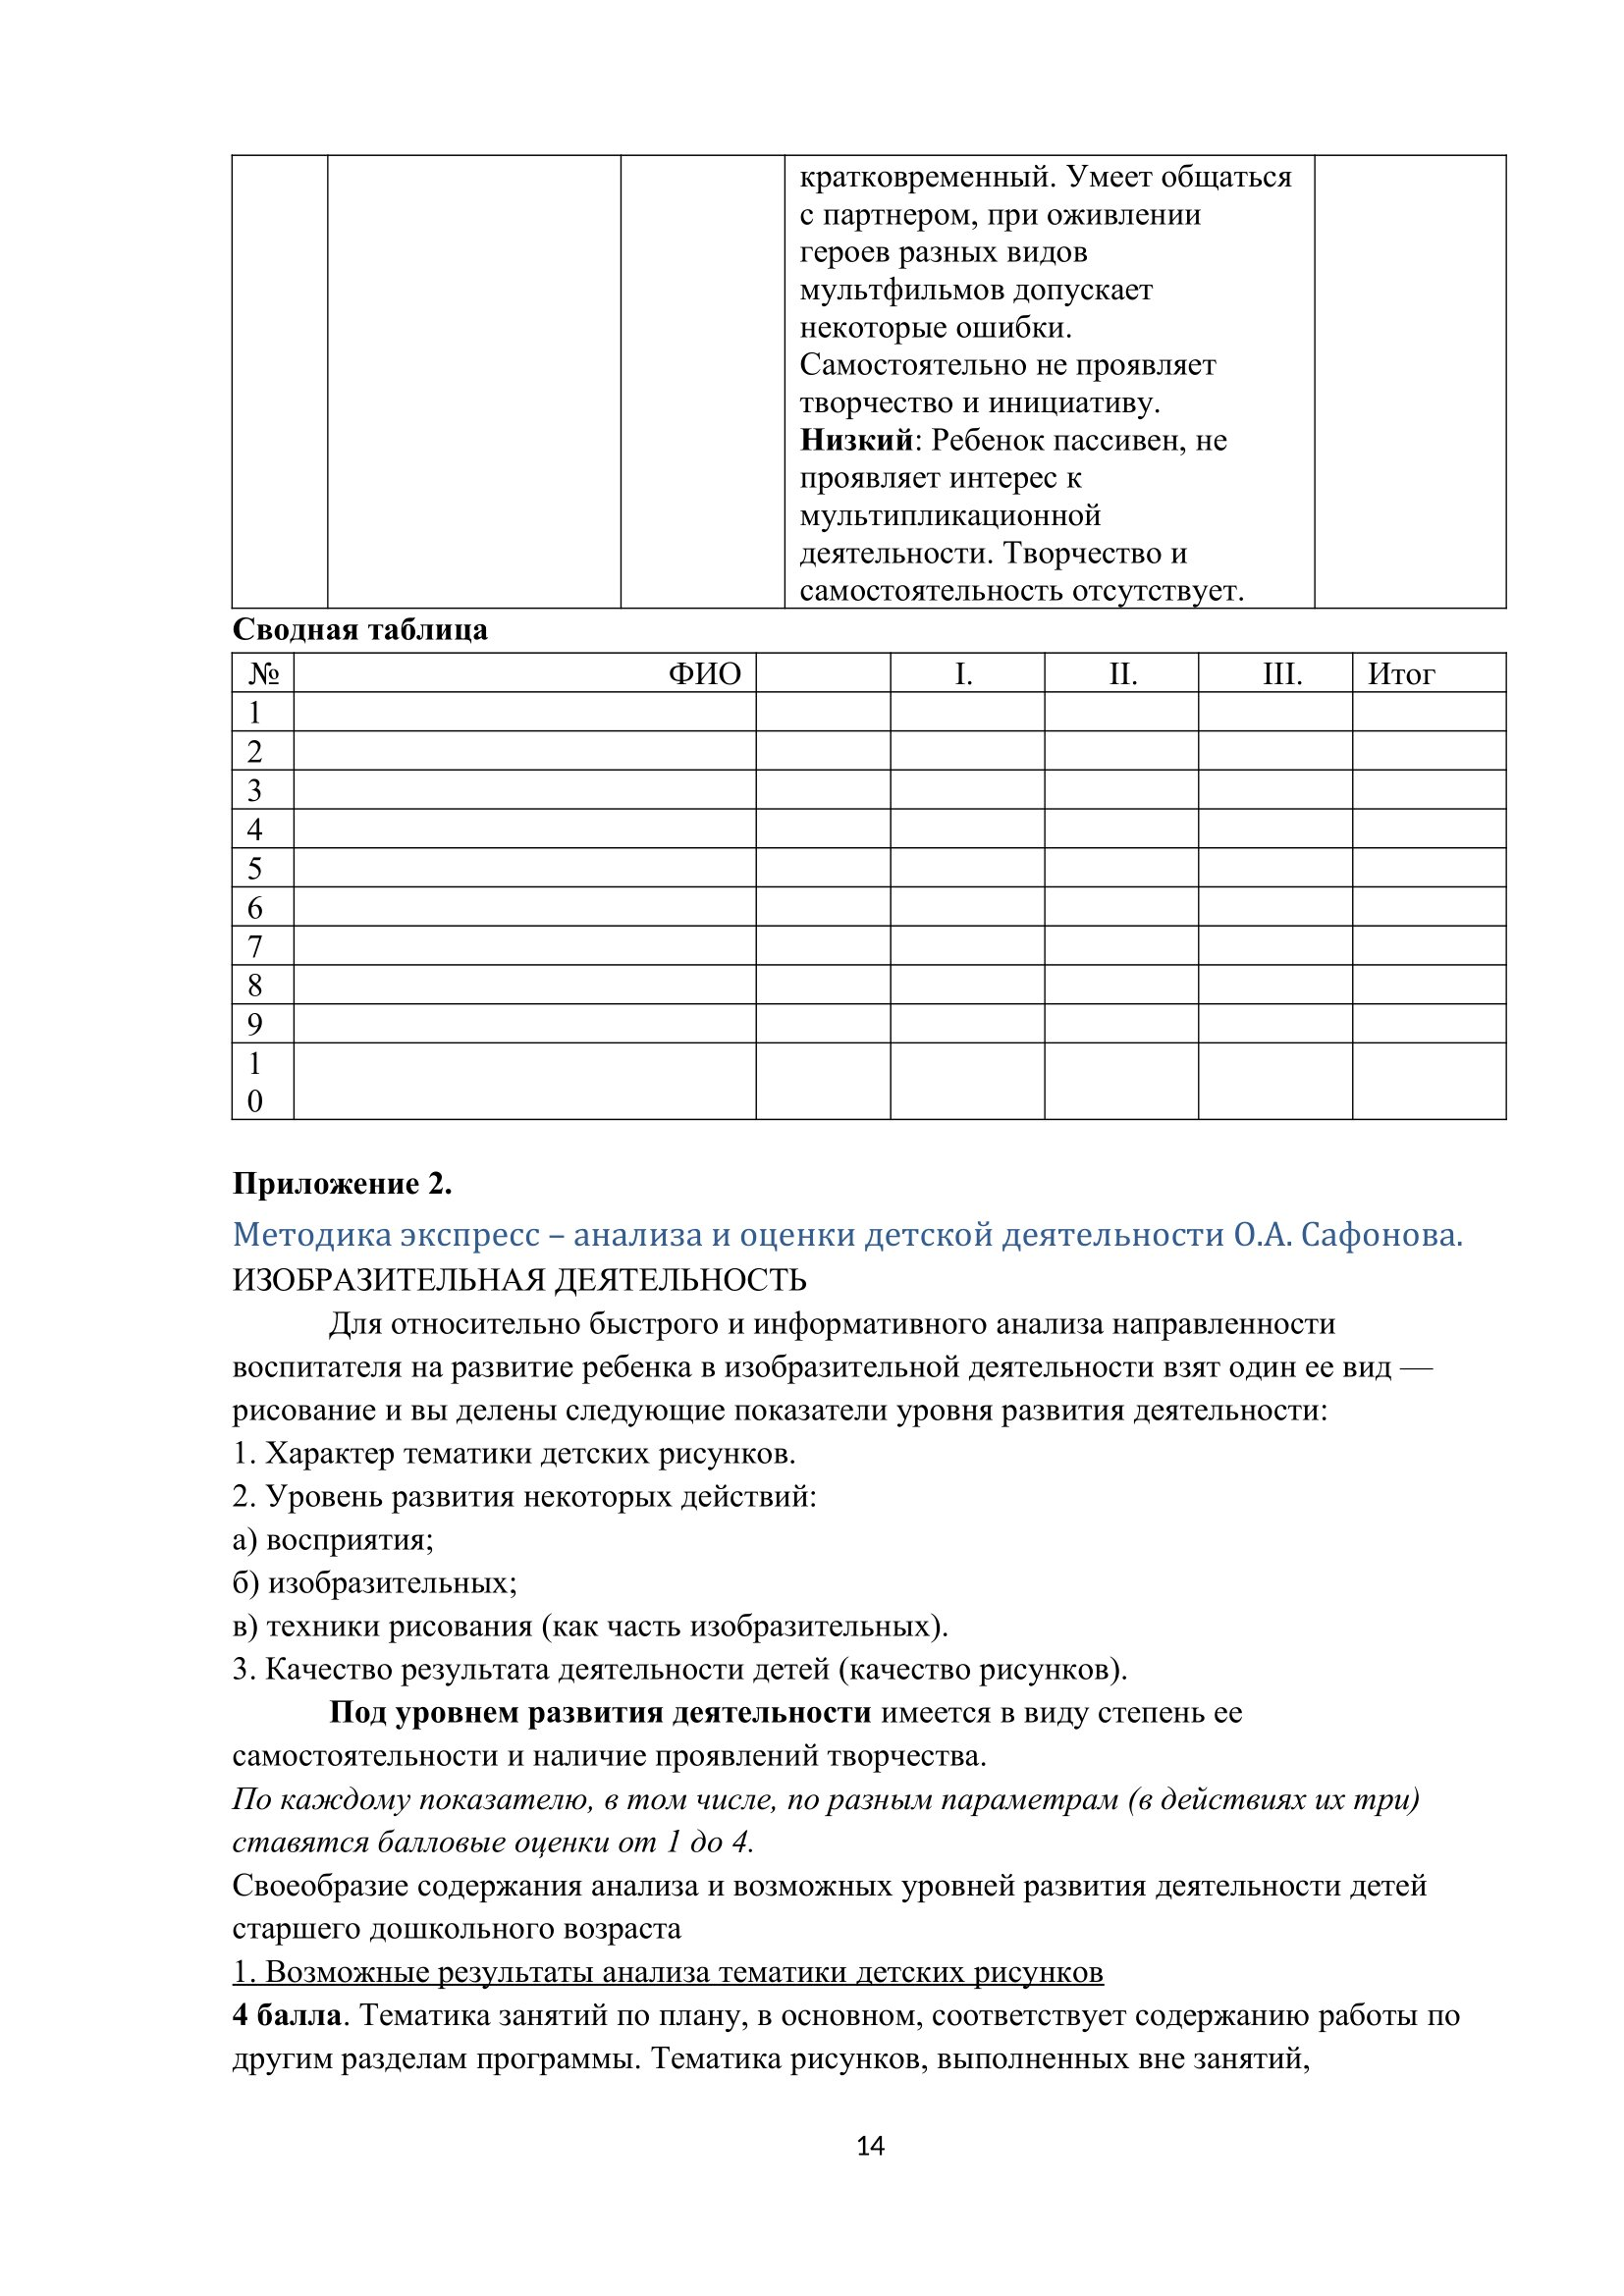 кратковременный. Умеет общаться
с партнером, при оживлении
героев разных видов
мультфильмов допускает
некоторые ошибки.
Самостоятельно не проявляет
творчество и инициативу.
Низкий: Ребенок пассивен, не
проявляет интерес к
мультипликационной
деятельности. Творчество и
самостоятельность отсутствует.
Сводная таблица
№ ФИО I. II. III. Итог
1
2
3
4
5
6
7
8
9
1
0
Приложение 2.
Методика экспресс – анализа и оценки детской деятельности О.А. Сафонова.
ИЗОБРАЗИТЕЛЬНАЯ ДЕЯТЕЛЬНОСТЬ
Для относительно быстрого и информативного анализа направленности
воспитателя на развитие ребенка в изобразительной деятельности взят один ее вид —
рисование и вы делены следующие показатели уровня развития деятельности:
1. Характер тематики детских рисунков.
2. Уровень развития некоторых действий:
а) восприятия;
б) изобразительных;
в) техники рисования (как часть изобразительных).
3. Качество результата деятельности детей (качество рисунков).
Под уровнем развития деятельности имеется в виду степень ее
самостоятельности и наличие проявлений творчества.
По каждому показателю, в том числе, по разным параметрам (в действиях их три)
ставятся балловые оценки от 1 до 4.
Своеобразие содержания анализа и возможных уровней развития деятельности детей
старшего дошкольного возраста
1. Возможные результаты анализа тематики детских рисунков
4 балла. Тематика занятий по плану, в основном, соответствует содержанию работы по
другим разделам программы. Тематика рисунков, выполненных вне занятий,
14